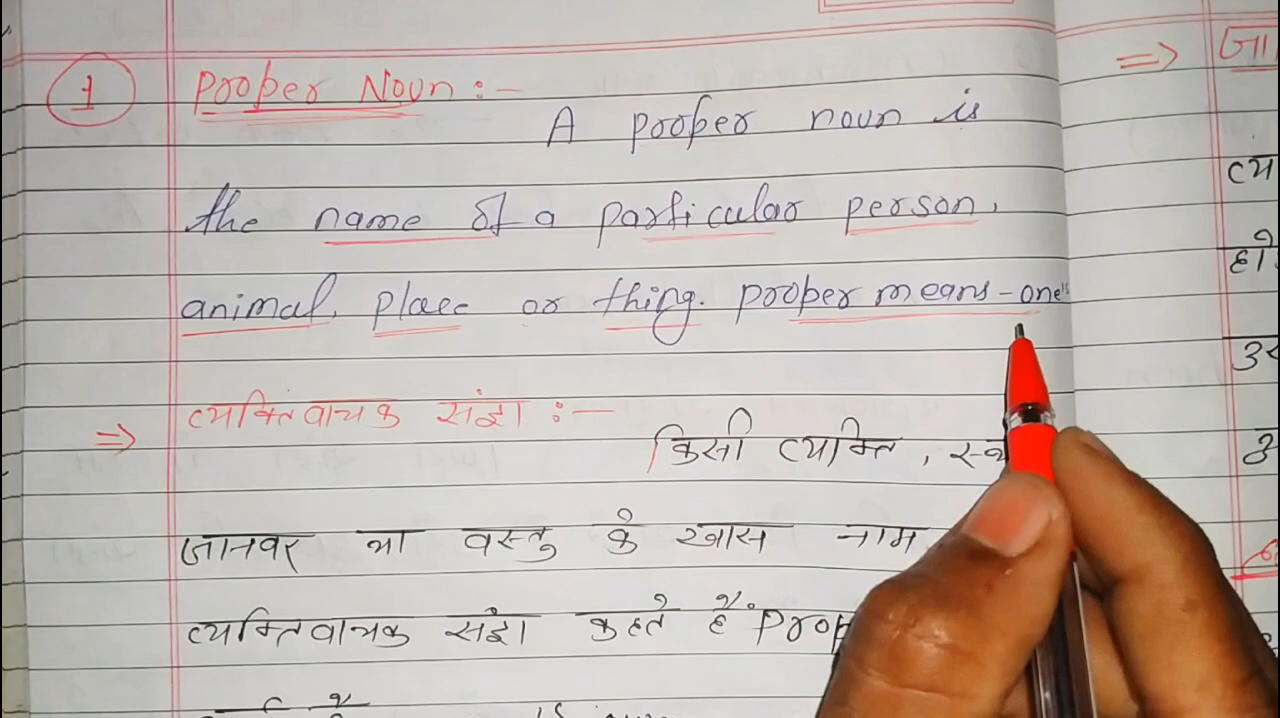 1 Proper Noun :-
A proper noun is
the name of a particular person,
animal, place or thing. proper means - one's
⇒ व्यक्तिवाचक संज्ञा :-
किसी व्यक्ति,
जानवर या वस्तु के खास नाम
व्यक्तिवाचक संज्ञा कहते हैं.
⇒